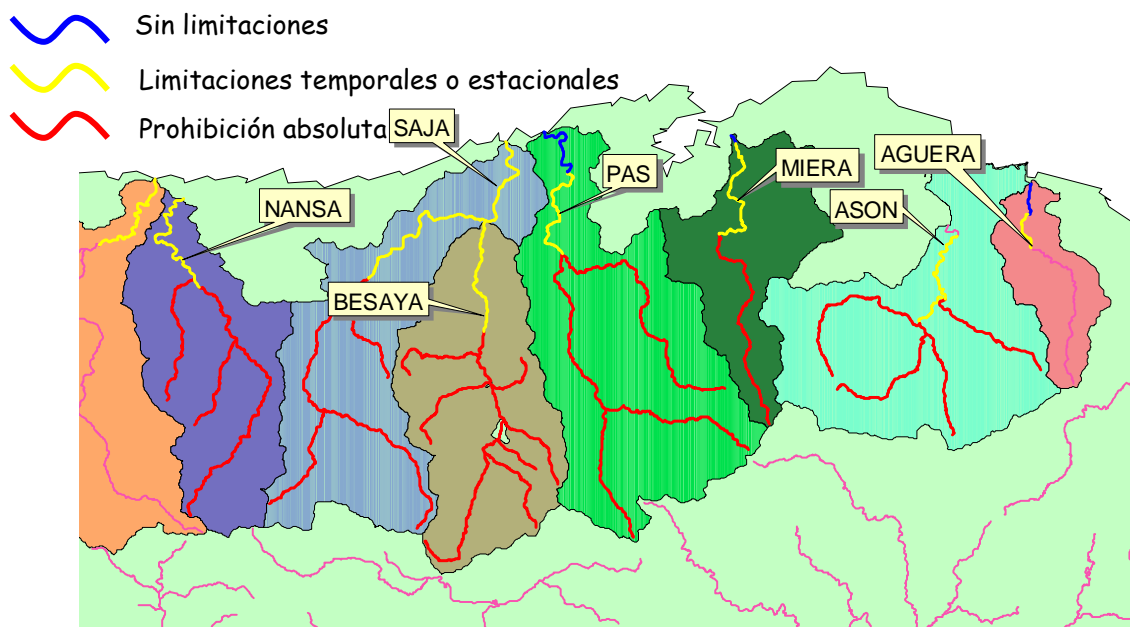 Sin limitaciones
Limitaciones temporales o estacionales
Prohibición absoluta
SAJA
PAS
MIERA
AGUERA
NANSA
ASON
BESAYA